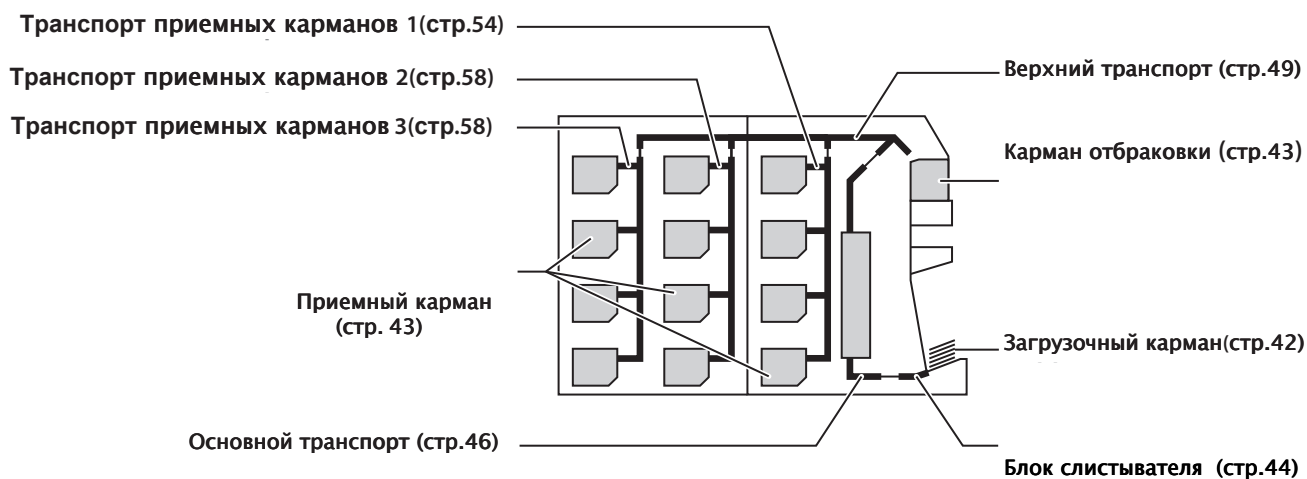 Транспорт приемных карманов 1(стр.54)
Транспорт приемных карманов 2(стр.58)
Транспорт приемных карманов 3(стр.58)
Верхний транспорт (стр.49)
Карман отбраковки (стр.43)
Приемный карман
(стр. 43)
Загрузочный карман(стр.42)
Основной транспорт (стр.46)
Блок слистывателя (стр.44)